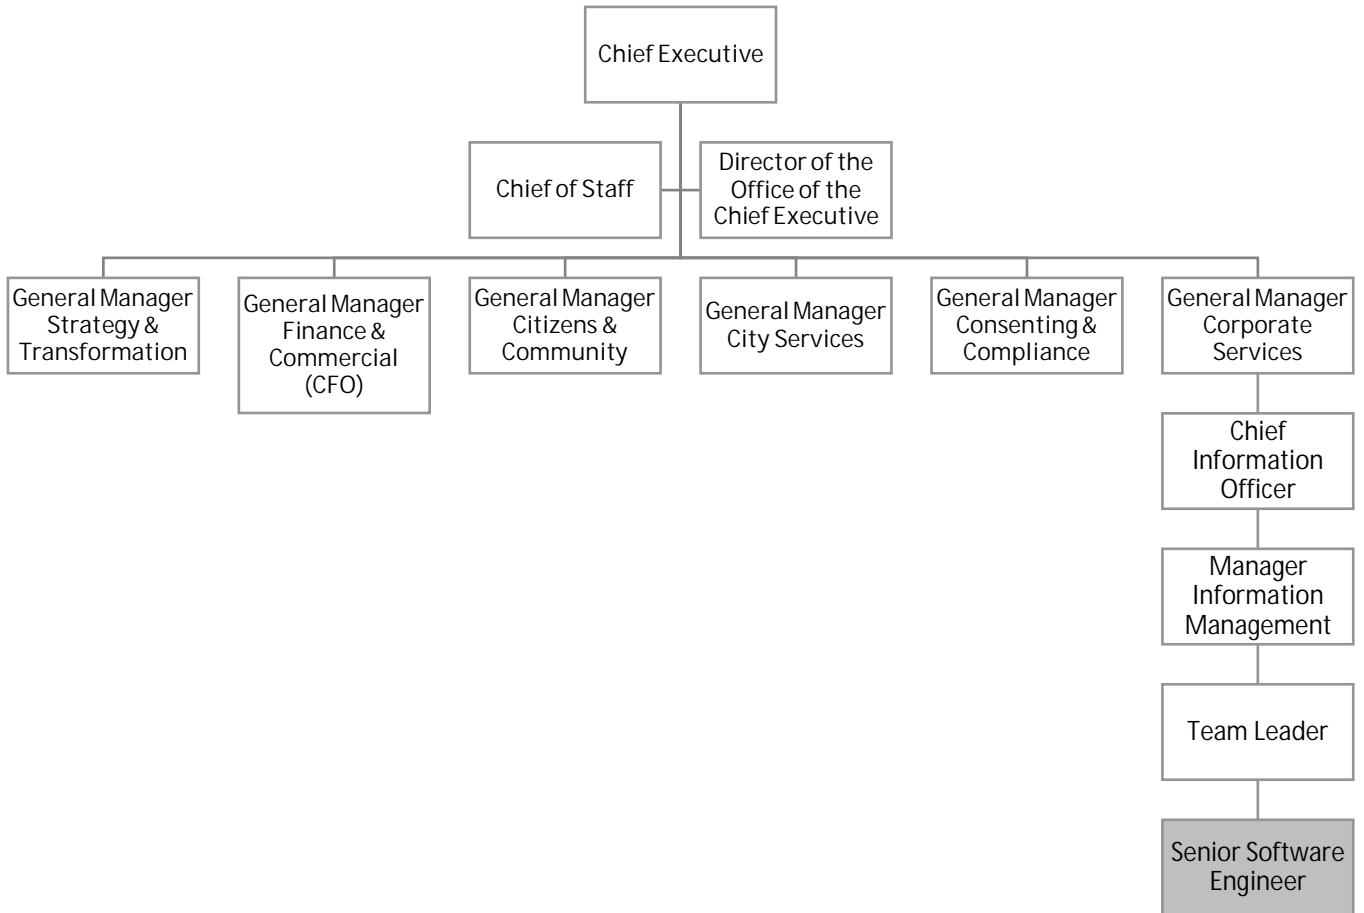 Chief Executive
Chief of Staff
Director of the
Office of the
Chief Executive
General Manager
Strategy &
Transformation
General Manager
Finance &
Commercial
(CFO)
General Manager
Citizens &
Community
General Manager
City Services
General Manager
Consenting &
Compliance
General Manager
Corporate
Services
Chief
Information
Officer
Manager
Information
Management
Team Leader
Senior Software
Engineer